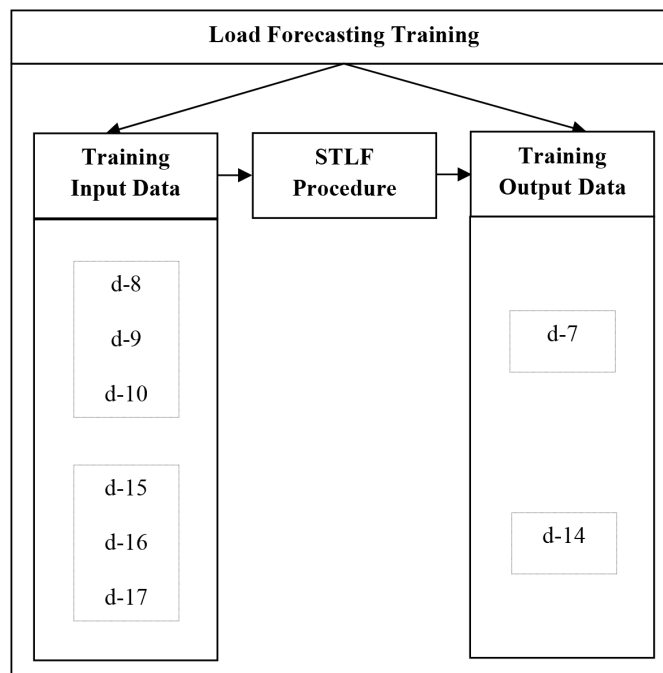 Load Forecasting Training
Training
Input Data
STLF
Procedure
Training
Output Data
d-8
d-9
d-10
d-15
d-16
d-17
d-7
d-14